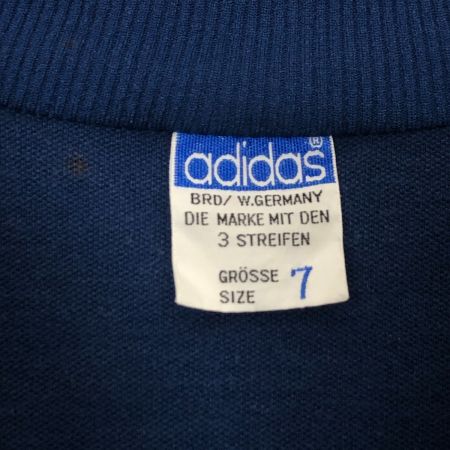 adidas®
BRD/ W.GERMANY
DIE MARKE MIT DEN
3 STREIFEN
GRÖSSE 7
SIZE